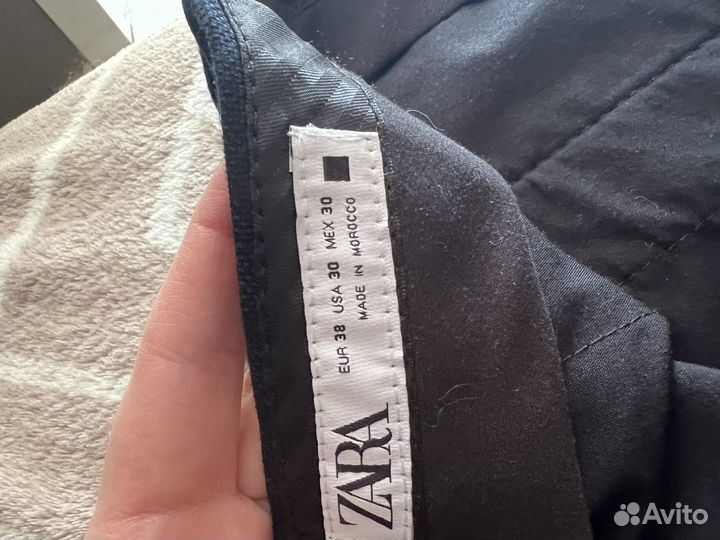 ZARA
EUR 38 USA 30 MEX 30
MADE IN MOROCCO
Avito